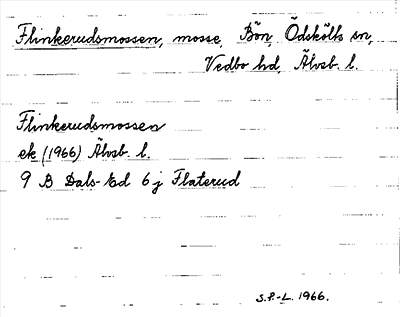 Flinkerudsmossen, mosse, Bön, Ödskölts sn,
Vedbo hd, Älvsb. l.
Flinkerudsmossen
ek (1966) Älvsb. l.
9 B Dals-Ed 6 j Flaterud
S.P.-L. 1966.